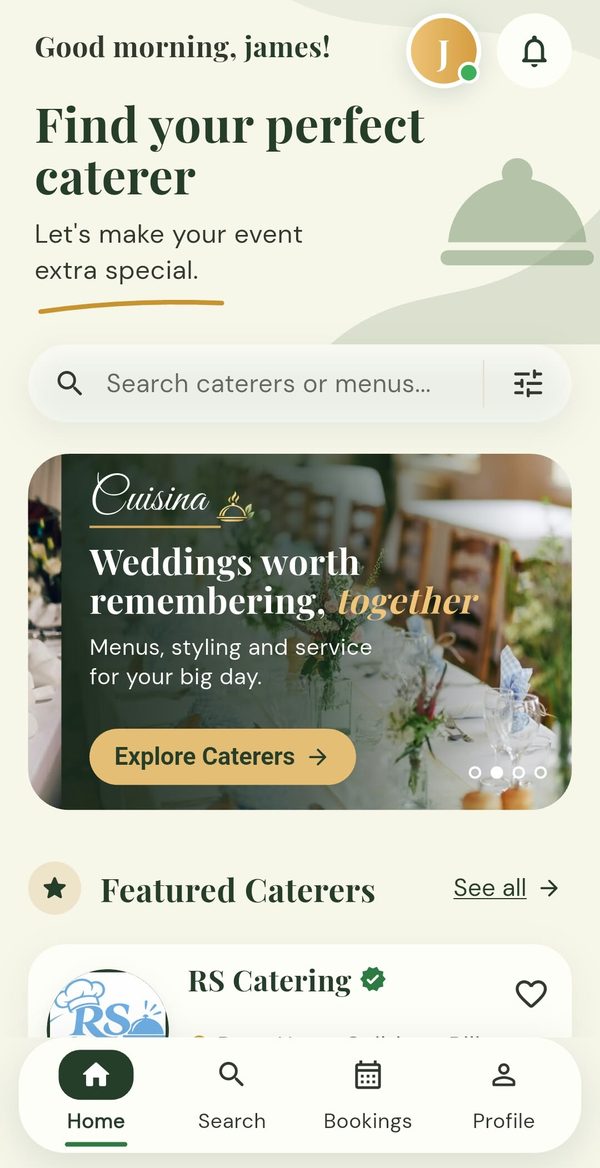 Good morning, james!
J
Find your perfect
caterer
Let's make your event
extra special.
Search caterers or menus...
Cuisina
Weddings worth
remembering, together
Menus, styling and service
for your big day.
Explore Caterers
Featured Caterers
See all
RS Catering
RS
Home
Search
Bookings
Profile